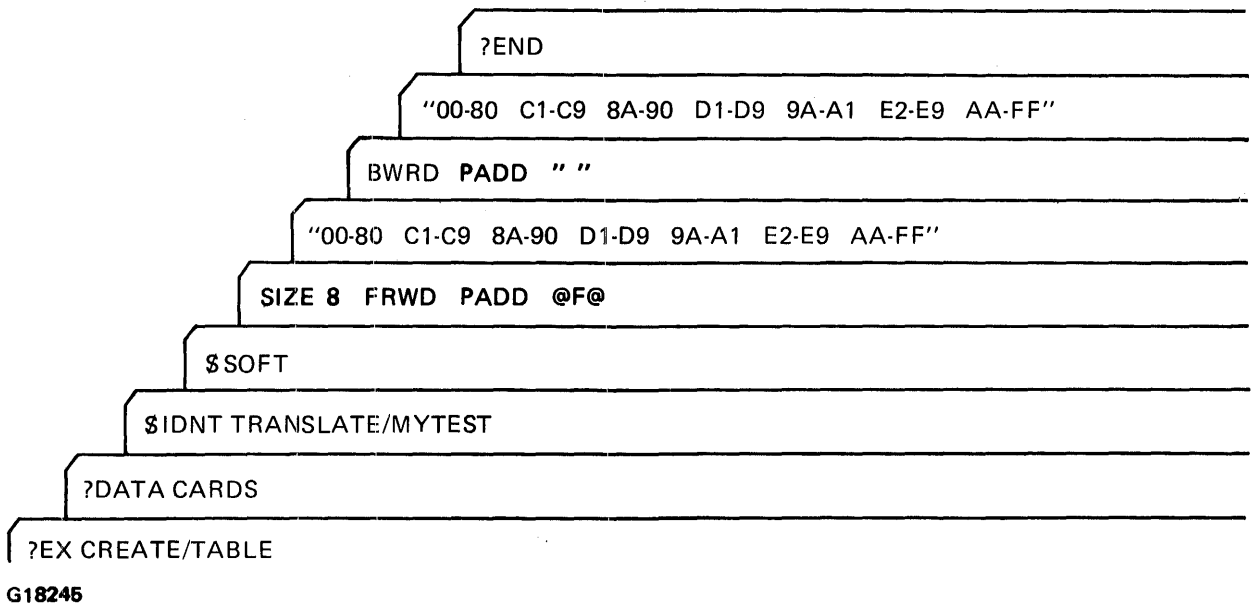 ?END
"00-80 C1-C9 8A-90 D1-D9 9A-A1 E2-E9 AA-FF"
BWRD PADD " "
"00-80 C1-C9 8A-90 D1-D9 9A-A1 E2-E9 AA-FF"
SIZE 8 FRWD PADD @F@
$SOFT
$IDNT TRANSLATE/MYTEST
?DATA CARDS
?EX CREATE/TABLE
G18245